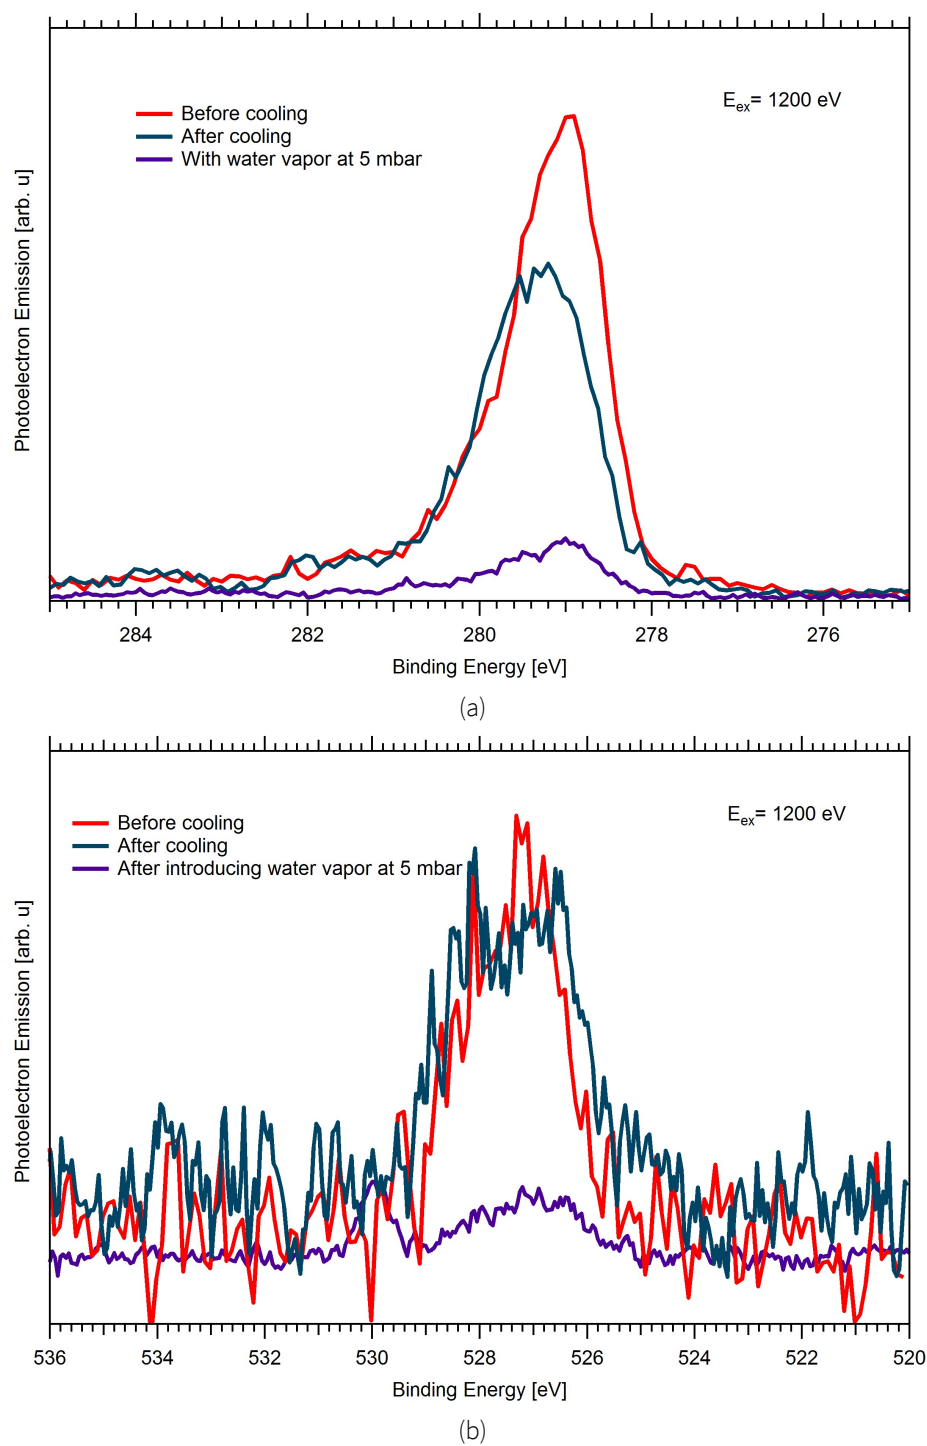 E_ex= 1200 eV
Before cooling
After cooling
With water vapor at 5 mbar
Photoelectron Emission [arb. u]
284 282 280 278 276
Binding Energy [eV]
(a)
E_ex= 1200 eV
Before cooling
After cooling
After introducing water vapor at 5 mbar
Photoelectron Emission [arb. u]
536 534 532 530 528 526 524 522 520
Binding Energy [eV]
(b)